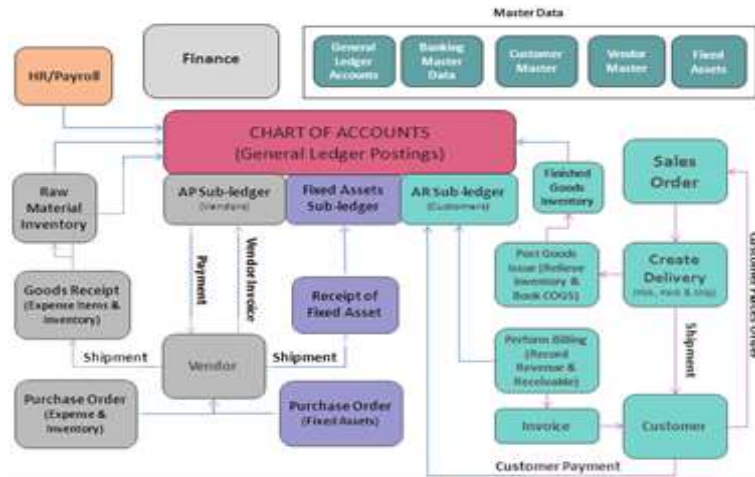 Master Data
HR/Payroll
Finance
General
Ledger
Accounts
Banking
Master
Data
Customer
Master
Vendor
Master
Fixed
Assets
CHART OF ACCOUNTS
(General Ledger Postings)
AP Sub-ledger
(Vendors)
Fixed Assets
Sub-ledger
AR Sub-ledger
(Customers)
Finished
Goods
Inventory
Sales
Order
Raw
Material
Inventory
Payment
Vendor Invoice
Post Goods
Issue (Relieve
Inventory &
Book COGS)
Create
Delivery
(Pick, Pack & Ship)
Goods Receipt
(Expense Items &
Inventory)
Receipt of
Fixed Asset
Shipment
Vendor
Shipment
Perform Billing
(Record
Revenue &
Receivable)
Shipment
Purchase Order
(Expense &
Inventory)
Purchase Order
(Fixed Assets)
Invoice
Customer
Customer Payment